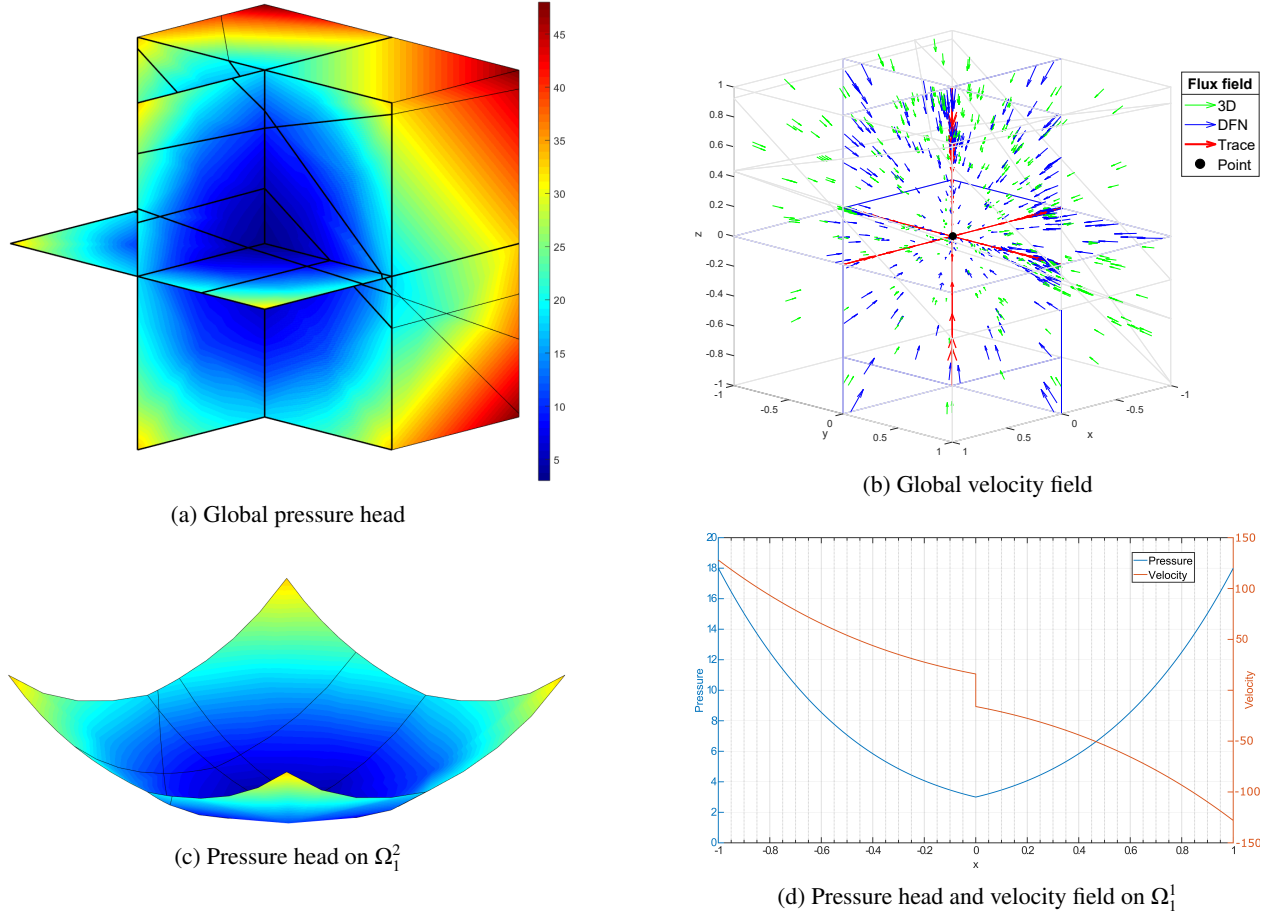 45
40
35
30
25
20
15
10
5
(a) Global pressure head
1
0.8
0.6
0.4
0.2
0
-0.2
-0.4
-0.6
-0.8
-1
z
-1
-0.5
0
0.5
1
y
1
0.5
0
-0.5
-1
x
Flux field
3D
DFN
Trace
Point
(b) Global velocity field
(c) Pressure head on Ω₁²
20
18
16
14
12
10
8
6
4
2
0
Pressure
-1 -0.8 -0.6 -0.4 -0.2 0 0.2 0.4 0.6 0.8 1
x
150
100
50
0
-50
-100
-150
Velocity
Pressure
Velocity
(d) Pressure head and velocity field on Ω₁¹